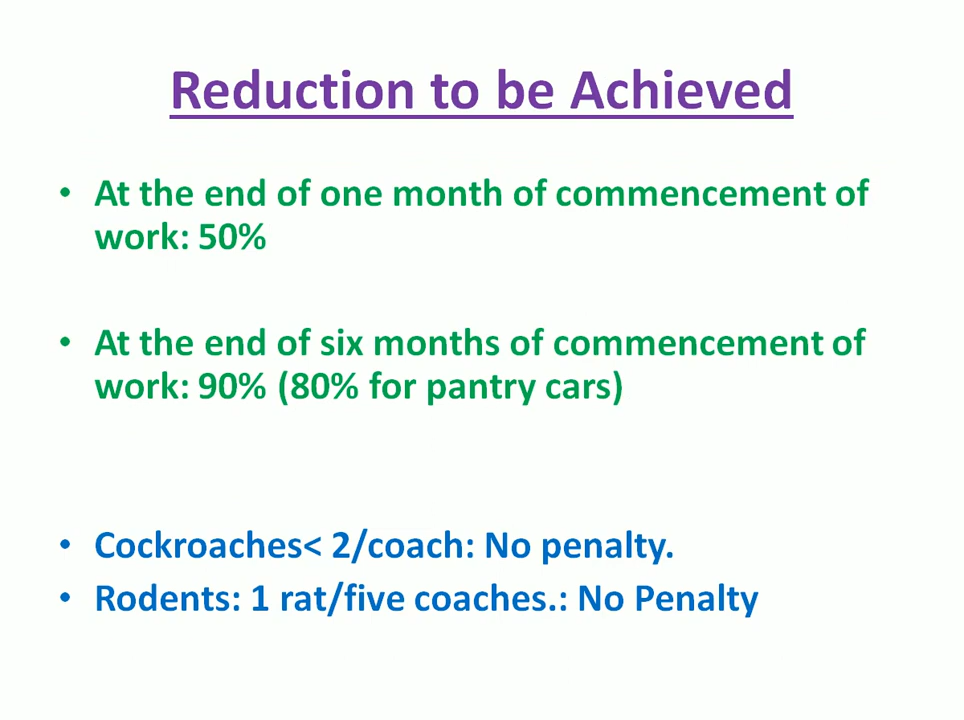 Reduction to be Achieved
• At the end of one month of commencement of
work: 50%
• At the end of six months of commencement of
work: 90% (80% for pantry cars)
• Cockroaches< 2/coach: No penalty.
• Rodents: 1 rat/five coaches.: No Penalty